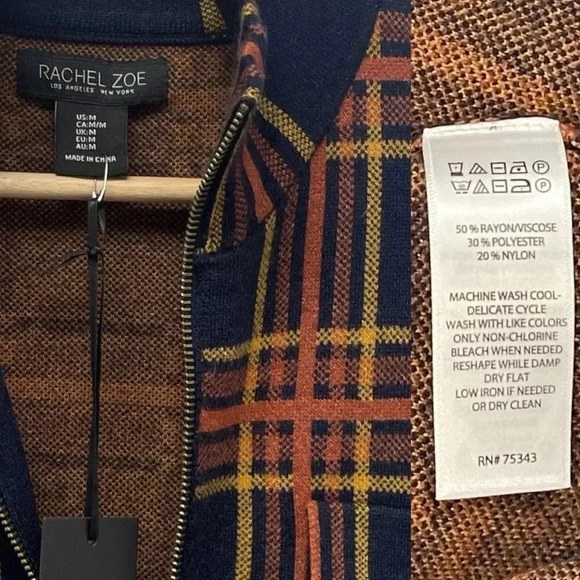 RACHEL ZOE
LOS ANGELES NEW YORK
US:M
CA:M/M
UK:M
EU:M
AU:M
MADE IN CHINA
50 % RAYON/VISCOSE
30 % POLYESTER
20 % NYLON
MACHINE WASH COOL-
DELICATE CYCLE
WASH WITH LIKE COLORS
ONLY NON-CHLORINE
BLEACH WHEN NEEDED
RESHAPE WHILE DAMP
DRY FLAT
LOW IRON IF NEEDED
OR DRY CLEAN
RN# 75343